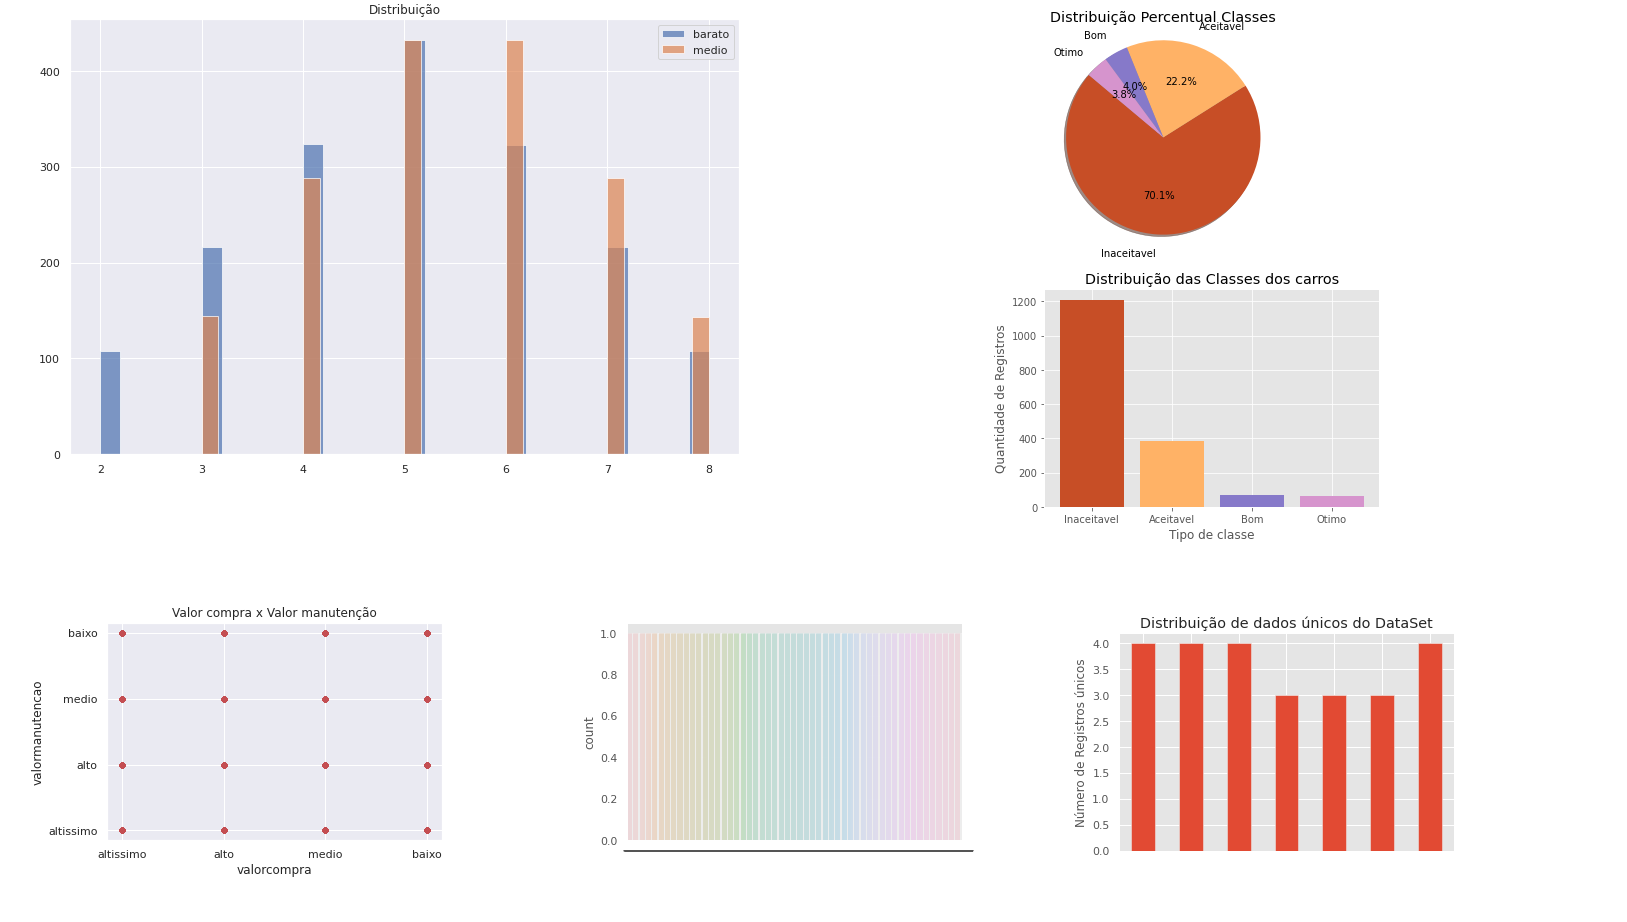 Distribuição
barato
medio
400
300
200
100
0
2 3 4 5 6 7 8
Distribuição Percentual Classes
Aceitavel
Bom
Otimo
22.2%
4.0%
3.8%
70.1%
Inaceitavel
Distribuição das Classes dos carros
Quantidade de Registros
1200
1000
800
600
400
200
0
Inaceitavel Aceitavel Bom Otimo
Tipo de classe
Valor compra x Valor manutenção
valormanutencao
baixo
medio
alto
altissimo
altissimo alto medio baixo
valorcompra
count
1.0
0.8
0.6
0.4
0.2
0.0
Distribuição de dados únicos do DataSet
Número de Registros únicos
4.0
3.5
3.0
2.5
2.0
1.5
1.0
0.5
0.0